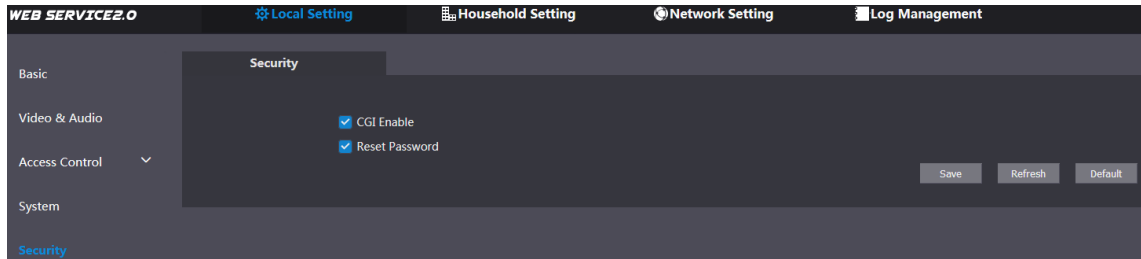 WEB SERVICE2.0 Local Setting Household Setting Network Setting Log Management
Basic
Security
Video & Audio
CGI Enable
Reset Password
Access Control
Save Refresh Default
System
Security